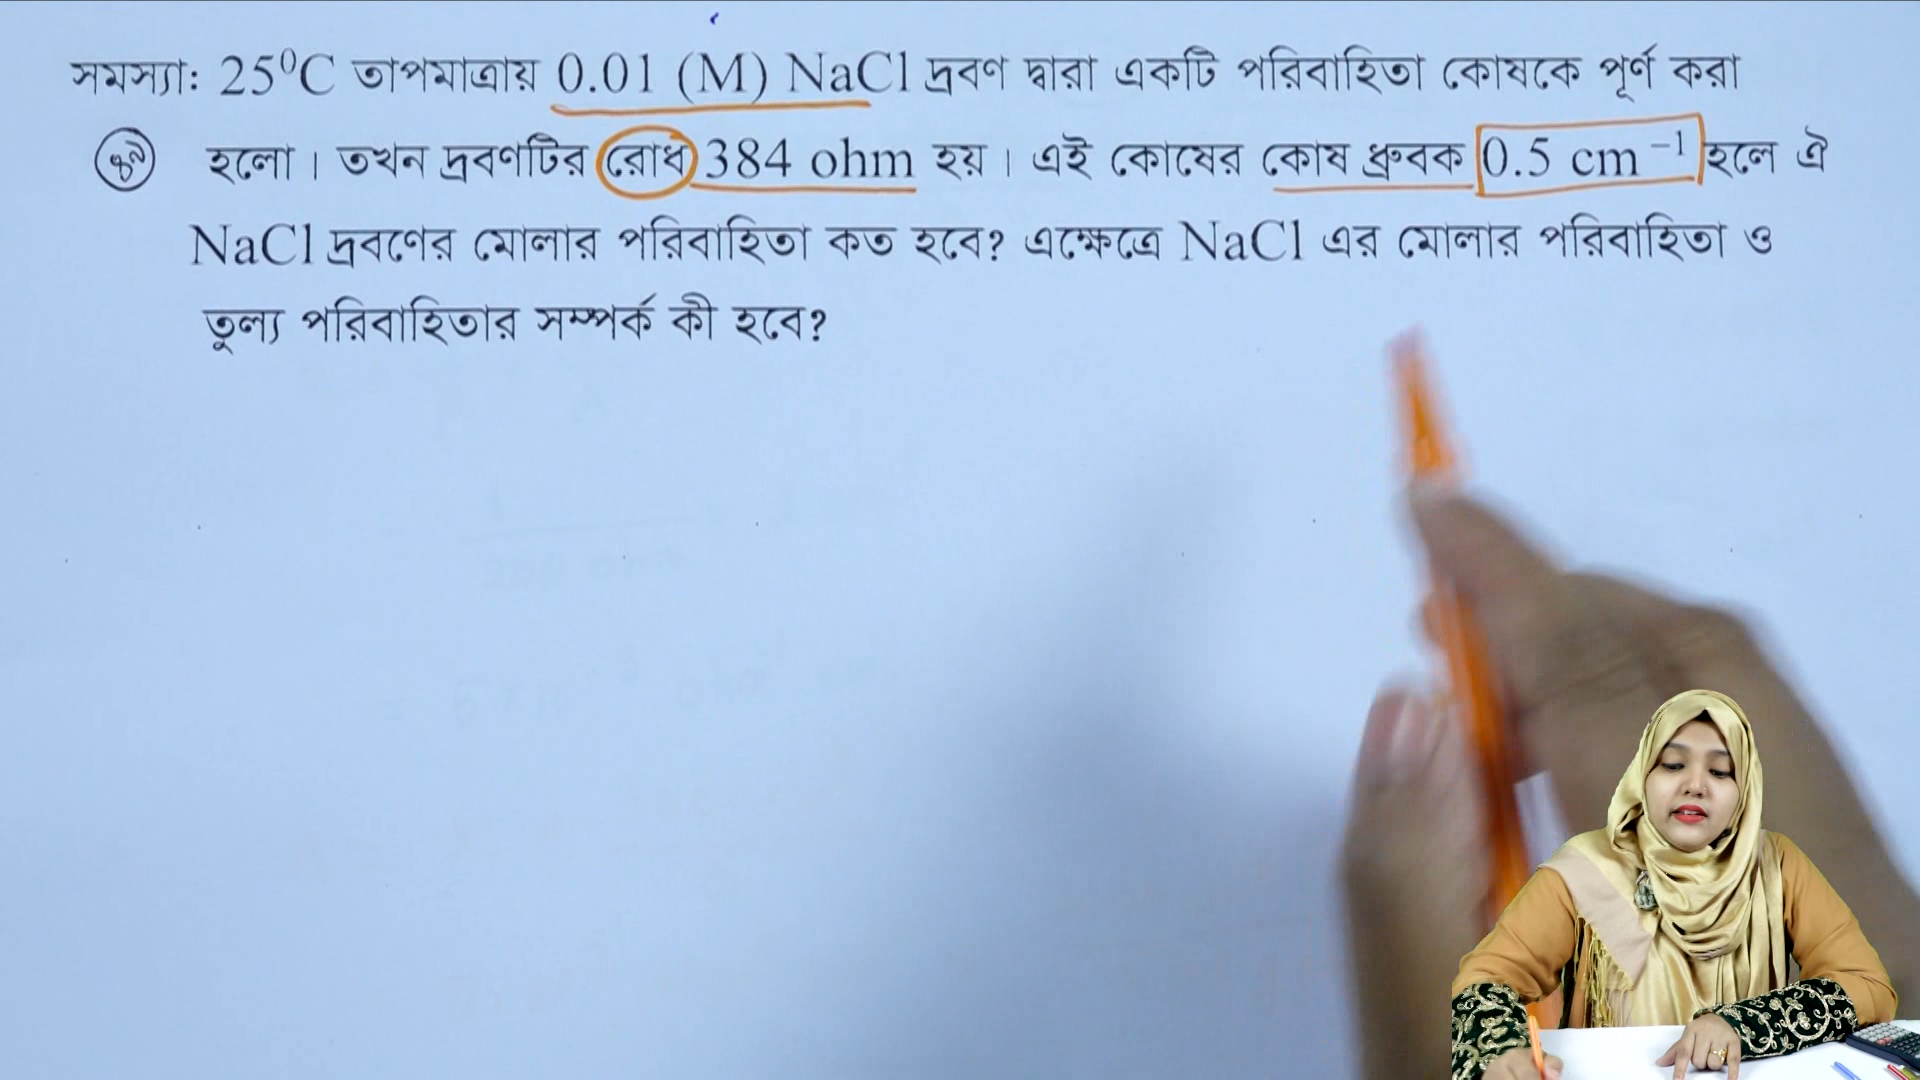 সমস্যা: 25⁰C তাপমাত্রায় 0.01 (M) NaCl দ্রবণ দ্বারা একটি পরিবাহিতা কোষকে পূর্ণ করা
হলো। তখন দ্রবণটির রোধ 384 ohm হয়। এই কোষের কোষ ধ্রুবক 0.5 cm⁻¹ হলে ঐ
NaCl দ্রবণের মোলার পরিবাহিতা কত হবে? এক্ষেত্রে NaCl এর মোলার পরিবাহিতা ও
তুল্য পরিবাহিতার সম্পর্ক কী হবে?